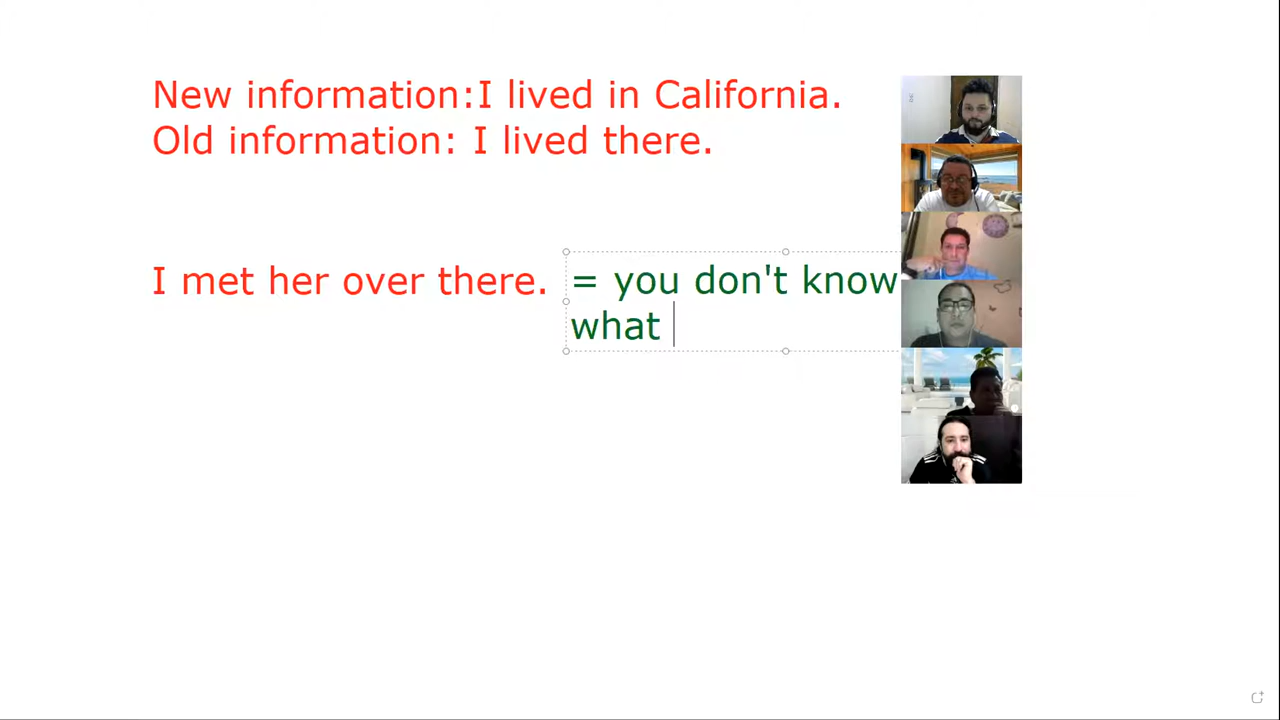 New information:I lived in California.
Old information: I lived there.
I met her over there. = you don't know
what